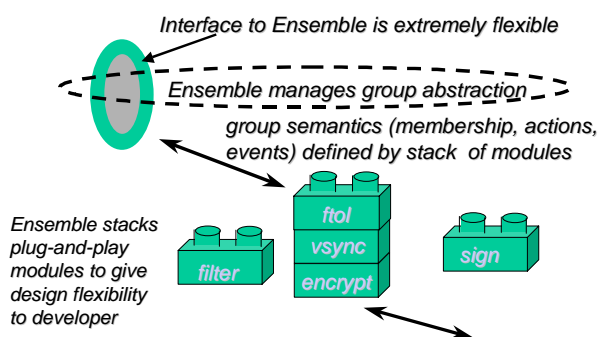 Interface to Ensemble is extremely flexible
Ensemble manages group abstraction
group semantics (membership, actions,
events) defined by stack of modules
ftol
vsync
encrypt
filter
sign
Ensemble stacks
plug-and-play
modules to give
design flexibility
to developer